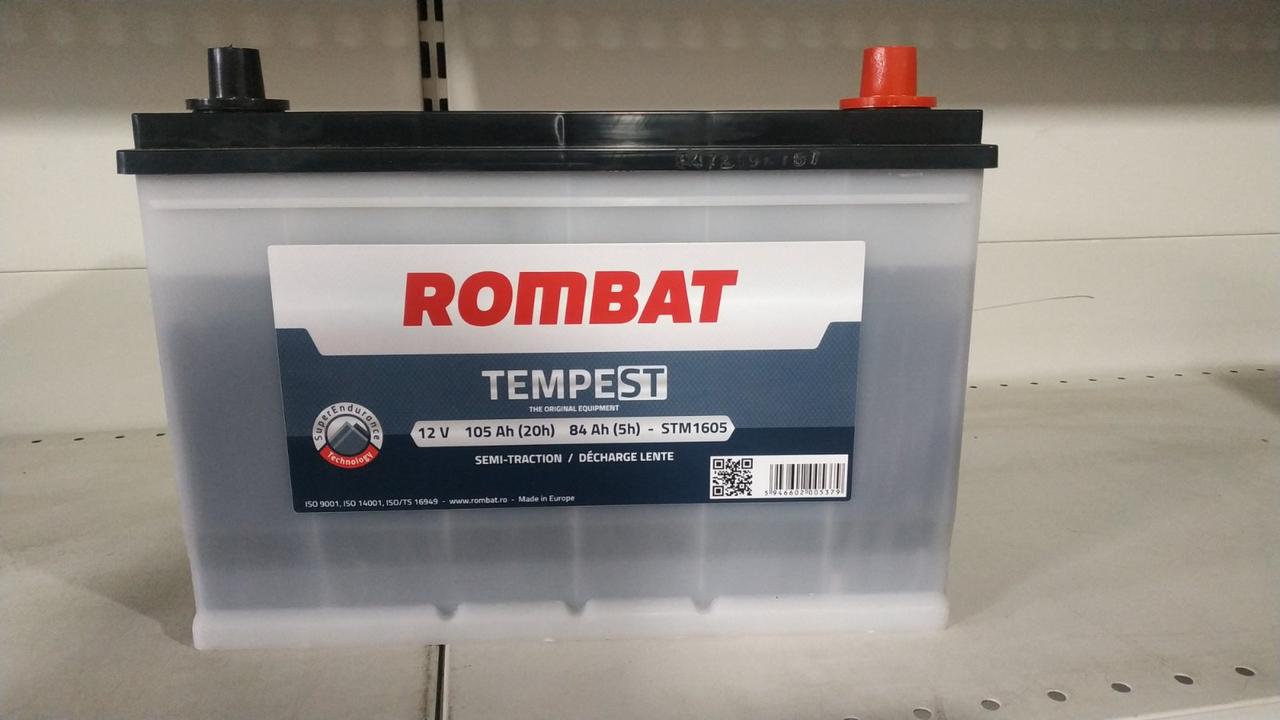 ROMBAT
TEMPEST
THE ORIGINAL EQUIPMENT
SuperEndurance
Technology
12 V 105 Ah (20h) 84 Ah (5h) - STM1605
SEMI-TRACTION / DÉCHARGE LENTE
5946602005379
ISO 9001, ISO 14001, ISO/TS 16949 - www.rombat.ro - Made in Europe